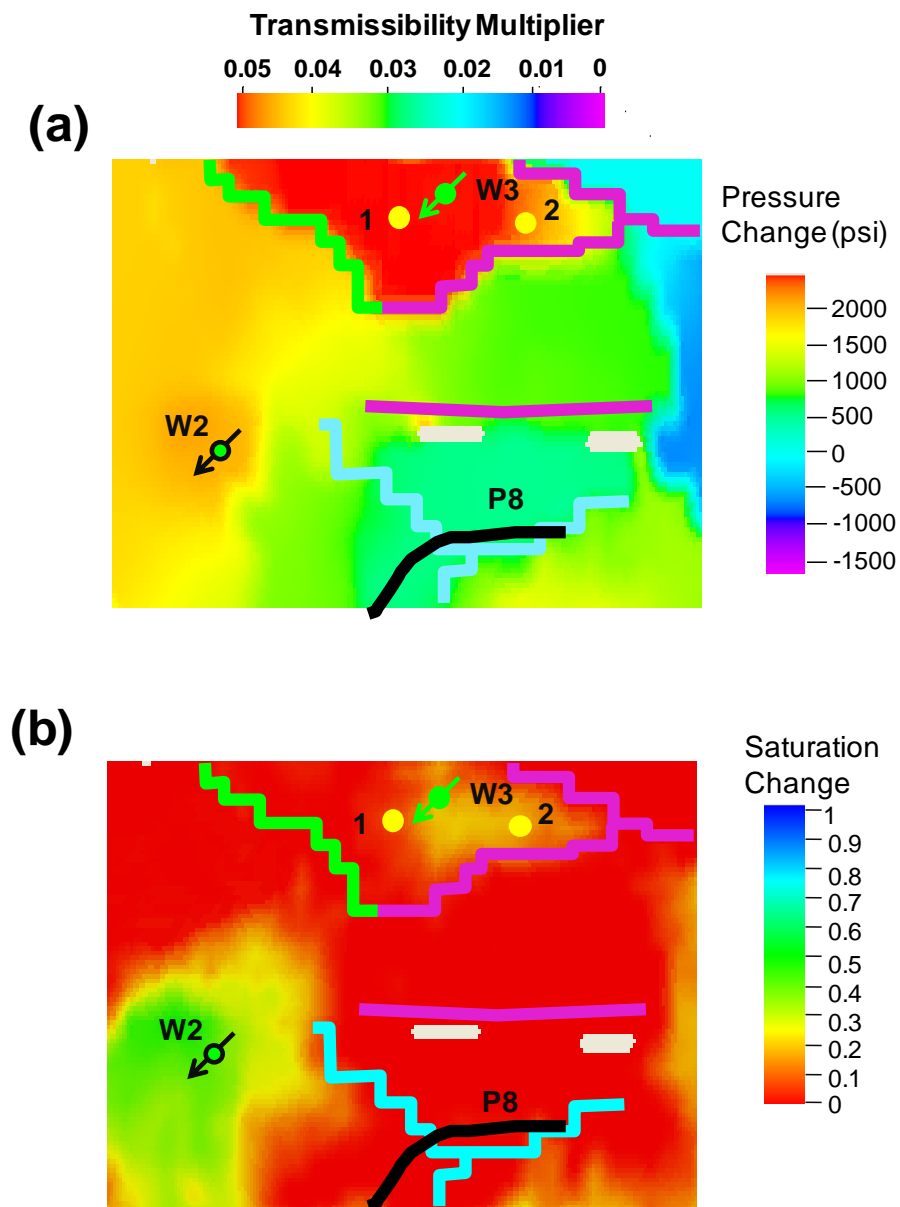 Transmissibility Multiplier
0.05 0.04 0.03 0.02 0.01 0
(a)
W3
1
2
Pressure
Change (psi)
2000
1500
1000
500
0
-500
-1000
-1500
W2
P8
(b)
Saturation
Change
W3
1
2
1
0.9
0.8
0.7
0.6
0.5
0.4
0.3
0.2
0.1
0
W2
P8